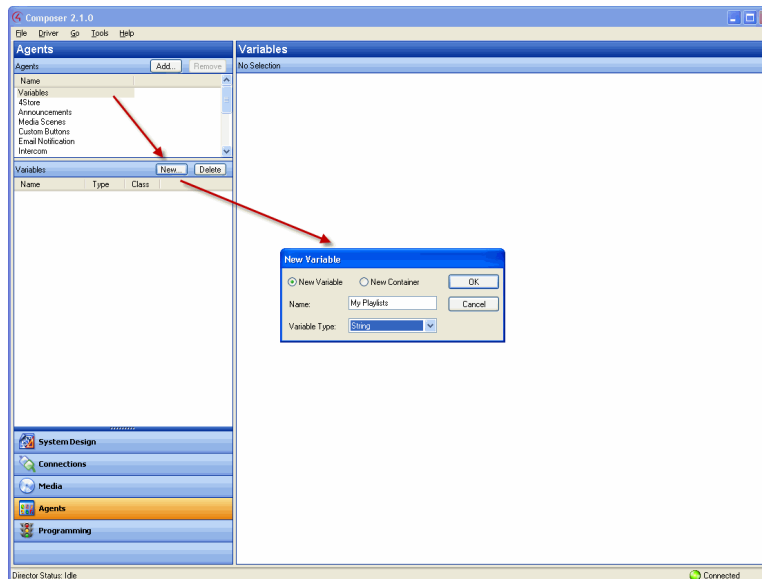 Composer 2.1.0
File Driver Go Tools Help
Agents
Agents Add... Remove
Name
Variables
4Store
Announcements
Media Scenes
Custom Buttons
Email Notification
Intercom
Variables New... Delete
Name Type Class
System Design
Connections
Media
Agents
Programming
Director Status: Idle
Variables
No Selection
New Variable
New Variable New Container OK
Name: My Playlists Cancel
Variable Type: String
Connected